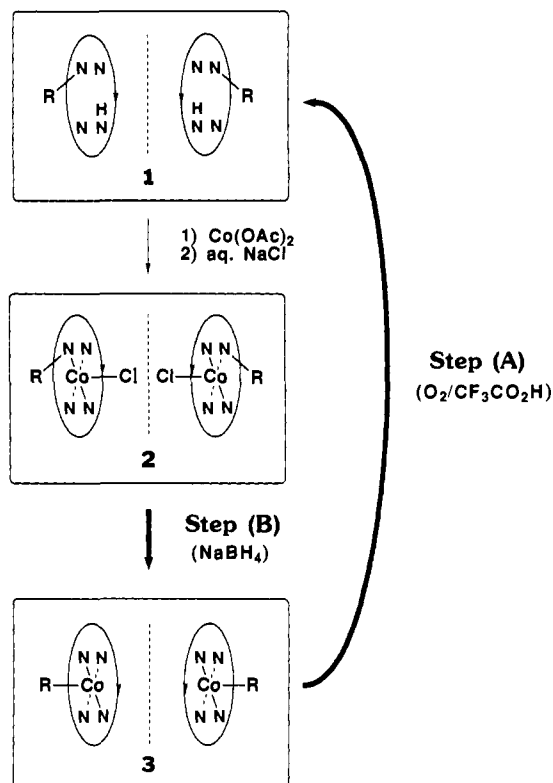 N N N N
R R
H H
N N N N
1
1) Co(OAc)₂
2) aq. NaCl
N N N N
R Co Cl Cl Co R
N N N N
2
Step (A)
(O₂/CF₃CO₂H)
Step (B)
(NaBH₄)
N N N N
R Co Co R
N N N N
3